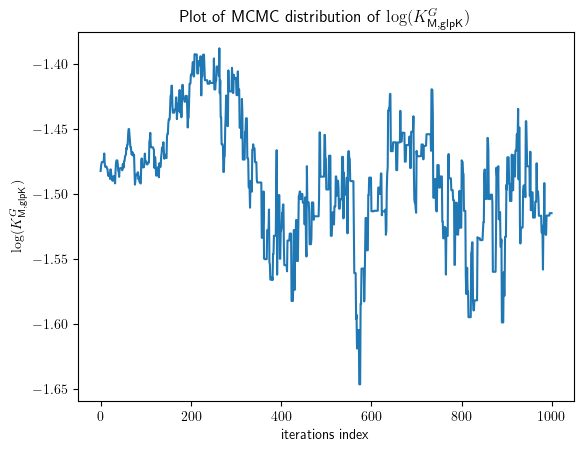 Plot of MCMC distribution of log(K^G_M,glpK)
log(K^G_M,glpK)
−1.40
−1.45
−1.50
−1.55
−1.60
−1.65
0 200 400 600 800 1000
iterations index